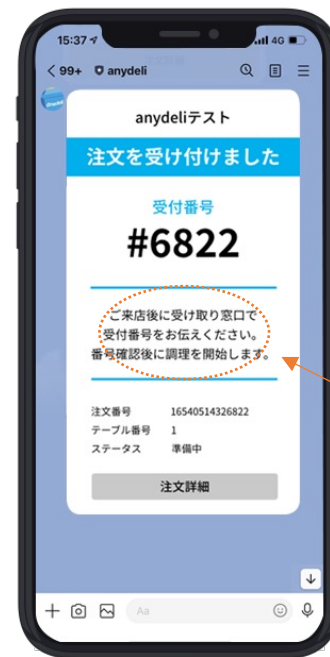 15:37
4G
99+ anydeli
anydeliテスト
注文を受け付けました
受付番号
#6822
ご来店後に受け取り窓口で
受付番号をお伝えください。
番号確認後に調理を開始します。
注文番号 16540514326822
テーブル番号 1
ステータス 準備中
注文詳細
Aa